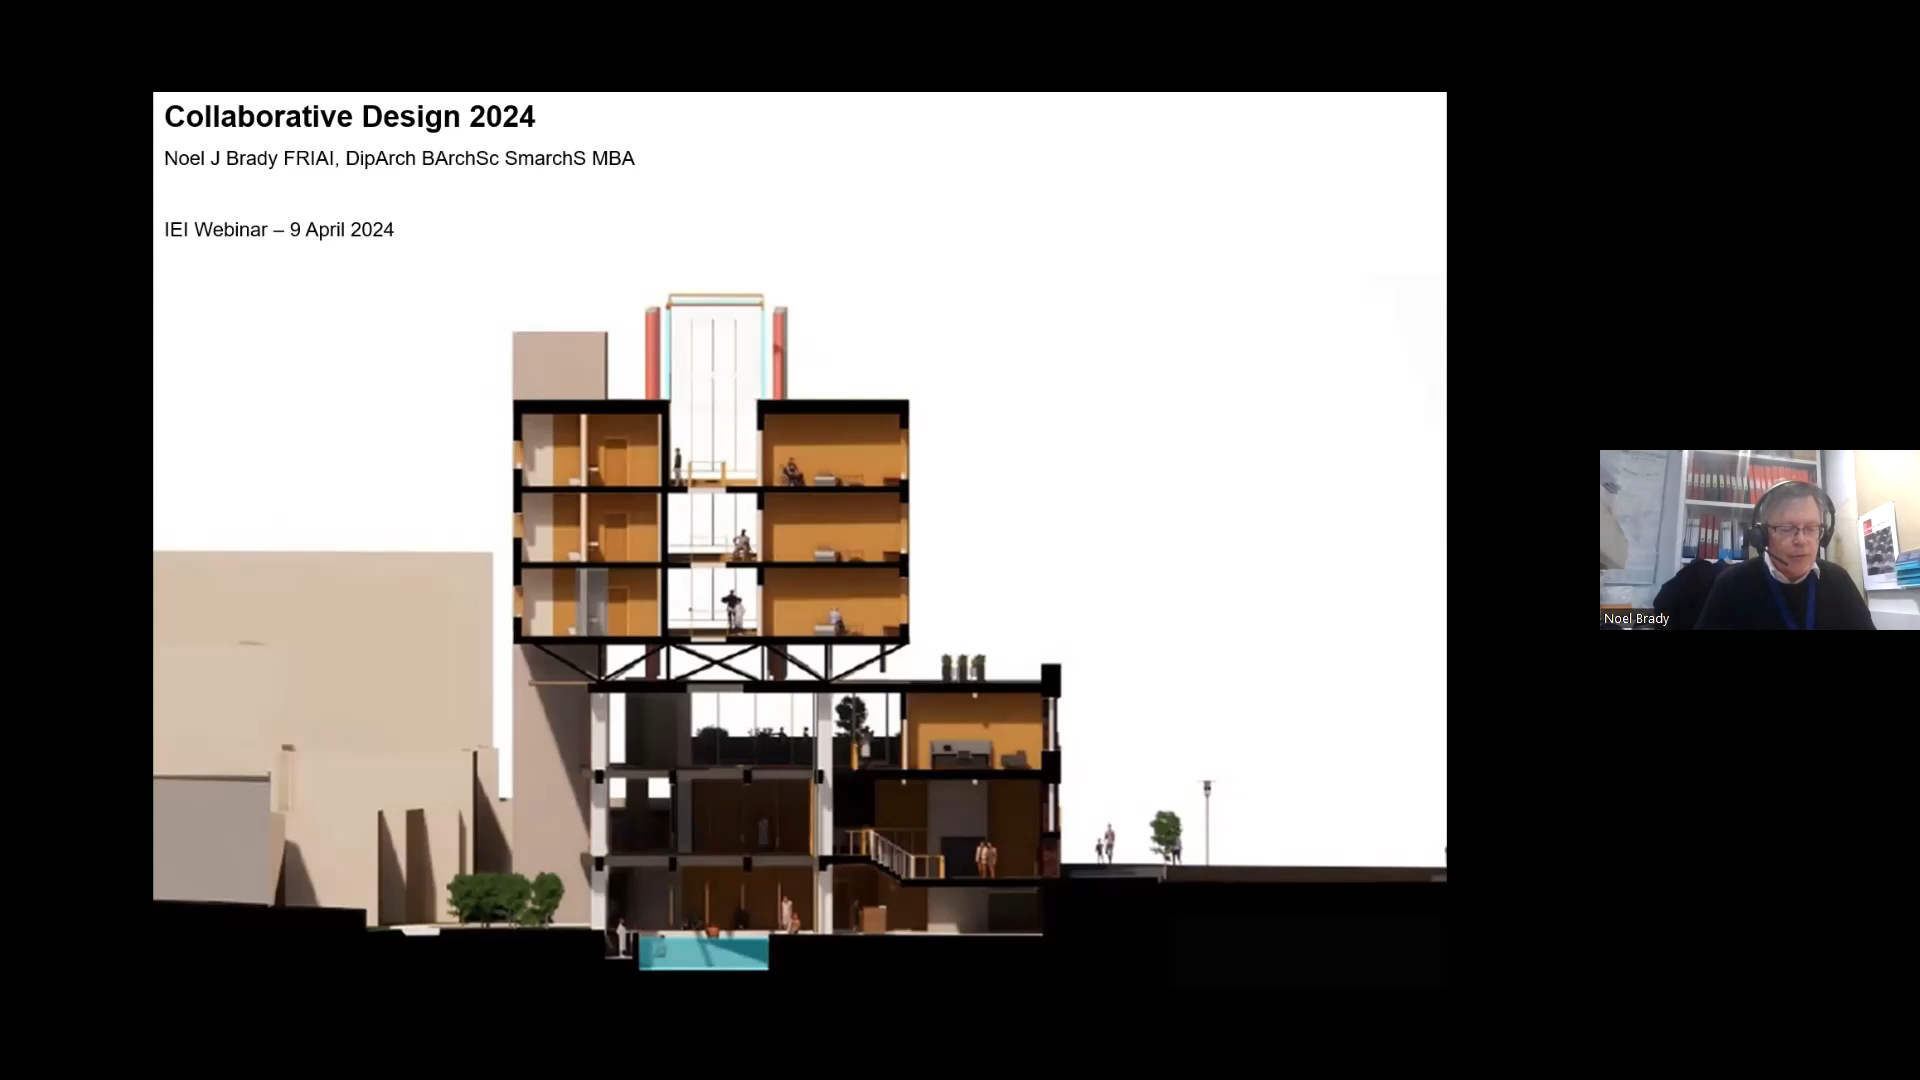 Collaborative Design 2024
Noel J Brady FRIAI, DipArch BArchSc SmarchS MBA
IEI Webinar – 9 April 2024
Noel Brady